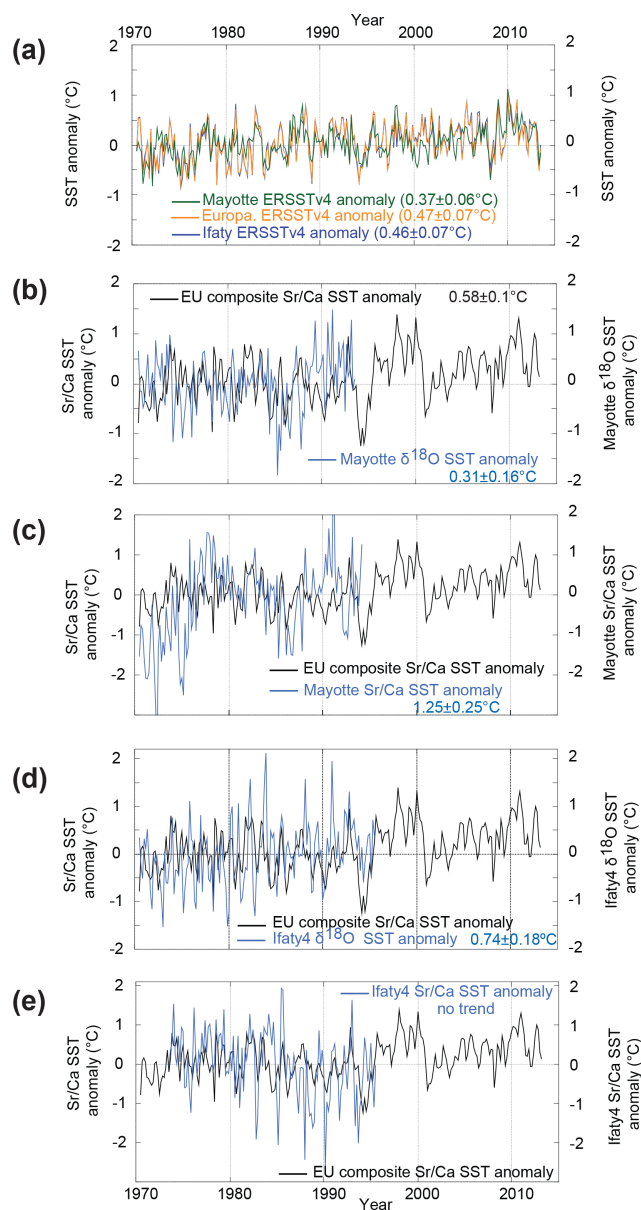 Year
1970 1980 1990 2000 2010
(a)
2 2
1 1
0 0
-1 -1
-2 -2
SST anomaly (°C)
SST anomaly (°C)
Mayotte ERSSTv4 anomaly (0.37±0.06°C)
Europa. ERSSTv4 anomaly (0.47±0.07°C)
Ifaty ERSSTv4 anomaly (0.46±0.07°C)
(b)
2 2
1 1
0 0
-1 -1
-2 -2
EU composite Sr/Ca SST anomaly 0.58±0.1°C
Sr/Ca SST
anomaly (°C)
Mayotte δ18O SST
anomaly (°C)
Mayotte δ18O SST anomaly
0.31±0.16°C
(c)
2 2
1 1
0 0
-1 -1
-2 -2
Sr/Ca SST
anomaly (°C)
Mayotte Sr/Ca SST
anomaly (°C)
EU composite Sr/Ca SST anomaly
Mayotte Sr/Ca SST anomaly
1.25±0.25°C
(d)
2 2
1 1
0 0
-1 -1
-2 -2
Sr/Ca SST
anomaly (°C)
Ifaty4 δ18O SST
anomaly (°C)
EU composite Sr/Ca SST anomaly
Ifaty4 δ18O SST anomaly 0.74±0.18ºC
(e)
2 2
1 1
0 0
-1 -1
-2 -2
Ifaty4 Sr/Ca SST anomaly
no trend
Sr/Ca SST
anomaly (°C)
Ifaty4 Sr/Ca SST
anomaly (°C)
EU composite Sr/Ca SST anomaly
1970 1980 1990 2000 2010
Year